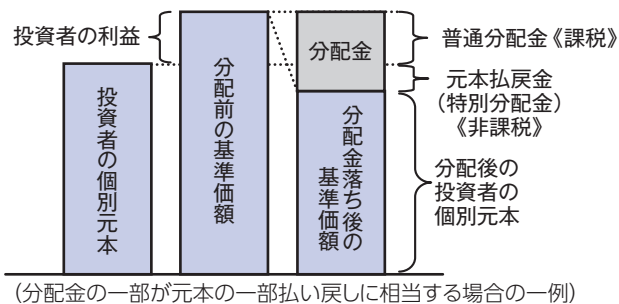 投資者の利益
投資者の個別元本
分配前の基準価額
分配金
分配金落ち後の
基準価額
普通分配金《課税》
元本払戻金
(特別分配金)
《非課税》
分配後の
投資者の
個別元本
(分配金の一部が元本の一部払い戻しに相当する場合の一例)